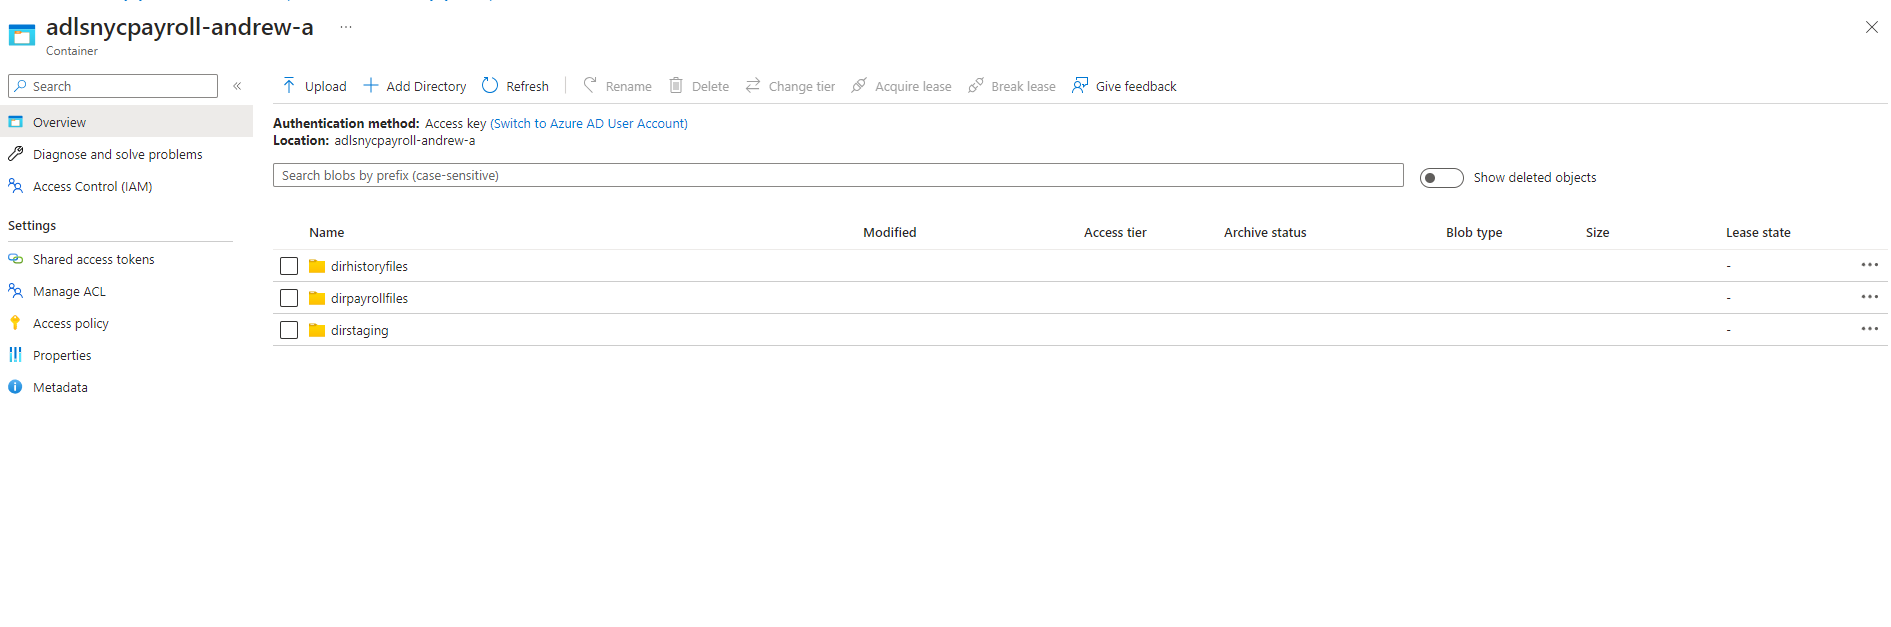 adlsnycpayroll-andrew-a ...
Container
Search «
Upload Add Directory Refresh Rename Delete Change tier Acquire lease Break lease Give feedback
Overview
Diagnose and solve problems
Access Control (IAM)
Settings
Shared access tokens
Manage ACL
Access policy
Properties
Metadata
Authentication method: Access key (Switch to Azure AD User Account)
Location: adlsnycpayroll-andrew-a
Search blobs by prefix (case-sensitive)
Show deleted objects
Name Modified Access tier Archive status Blob type Size Lease state
dirhistoryfiles - ...
dirpayrollfiles - ...
dirstaging - ...